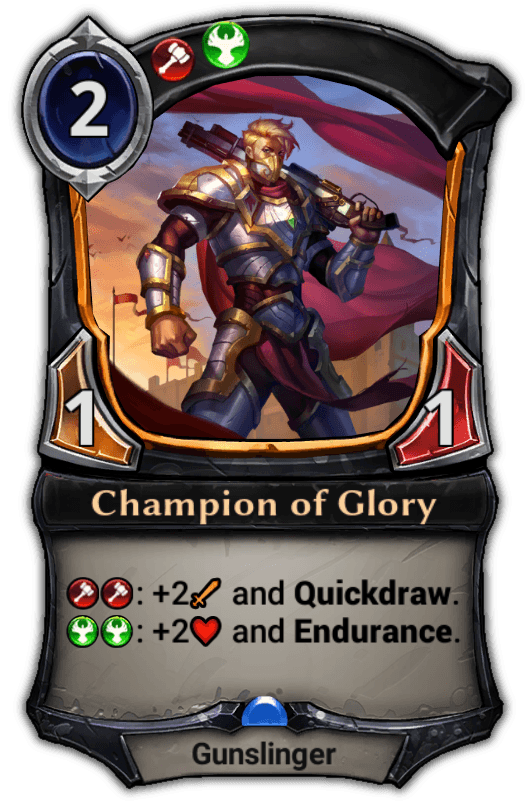 2
1
1
Champion of Glory
: +2 and Quickdraw.
: +2 and Endurance.
Gunslinger